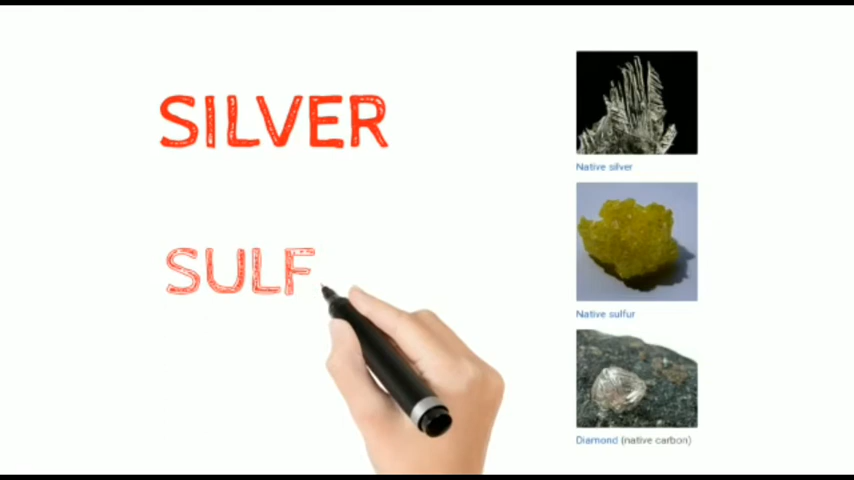 SILVER
SULF
Native silver
Native sulfur
Diamond (native carbon)